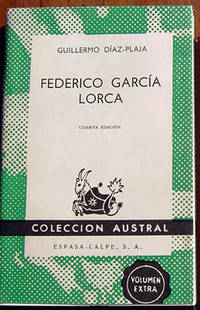 GUILLERMO DÍAZ-PLAJA
FEDERICO GARCÍA
LORCA
CUARTA EDICIÓN
COLECCION AUSTRAL
ESPASA-CALPE, S. A.
VOLUMEN
EXTRA